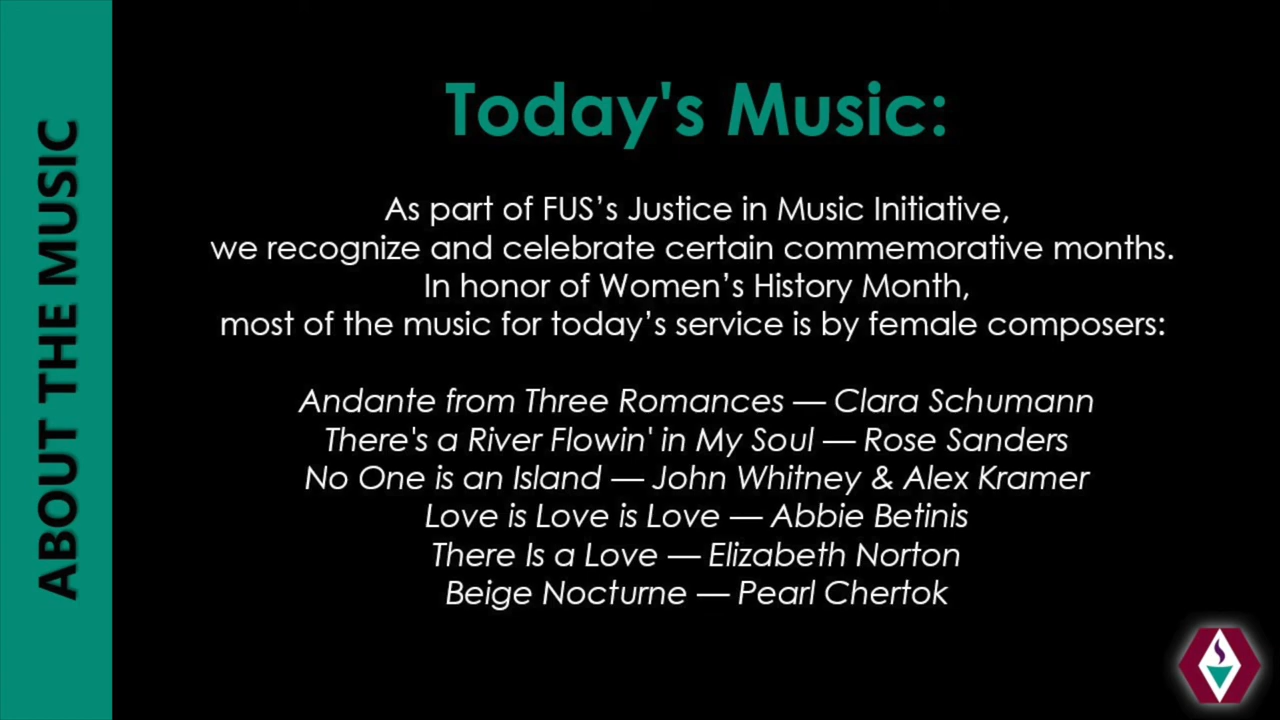 ABOUT THE MUSIC
Today's Music:
As part of FUS’s Justice in Music Initiative,
we recognize and celebrate certain commemorative months.
In honor of Women’s History Month,
most of the music for today’s service is by female composers:
Andante from Three Romances — Clara Schumann
There's a River Flowin' in My Soul — Rose Sanders
No One is an Island — John Whitney & Alex Kramer
Love is Love is Love — Abbie Betinis
There Is a Love — Elizabeth Norton
Beige Nocturne — Pearl Chertok